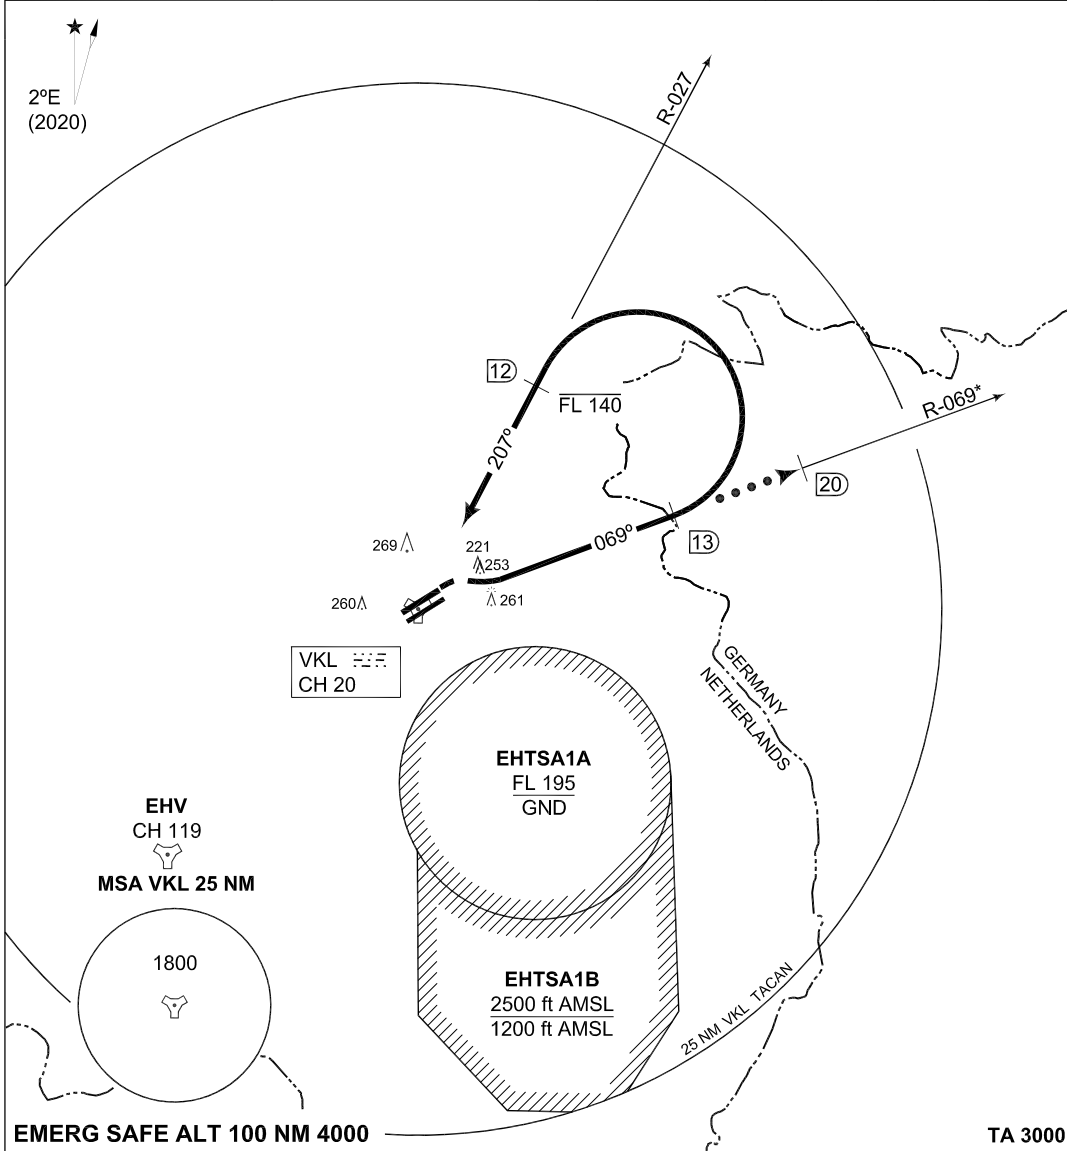 2ºE
(2020)
R-027
12
FL 140
207º
R-069*
20
069º
13
269
221
253
260
261
VKL
CH 20
GERMANY
NETHERLANDS
EHTSA1A
FL 195
GND
EHV
CH 119
MSA VKL 25 NM
1800
EHTSA1B
2500 ft AMSL
1200 ft AMSL
25 NM VKL TACAN
EMERG SAFE ALT 100 NM 4000
TA 3000